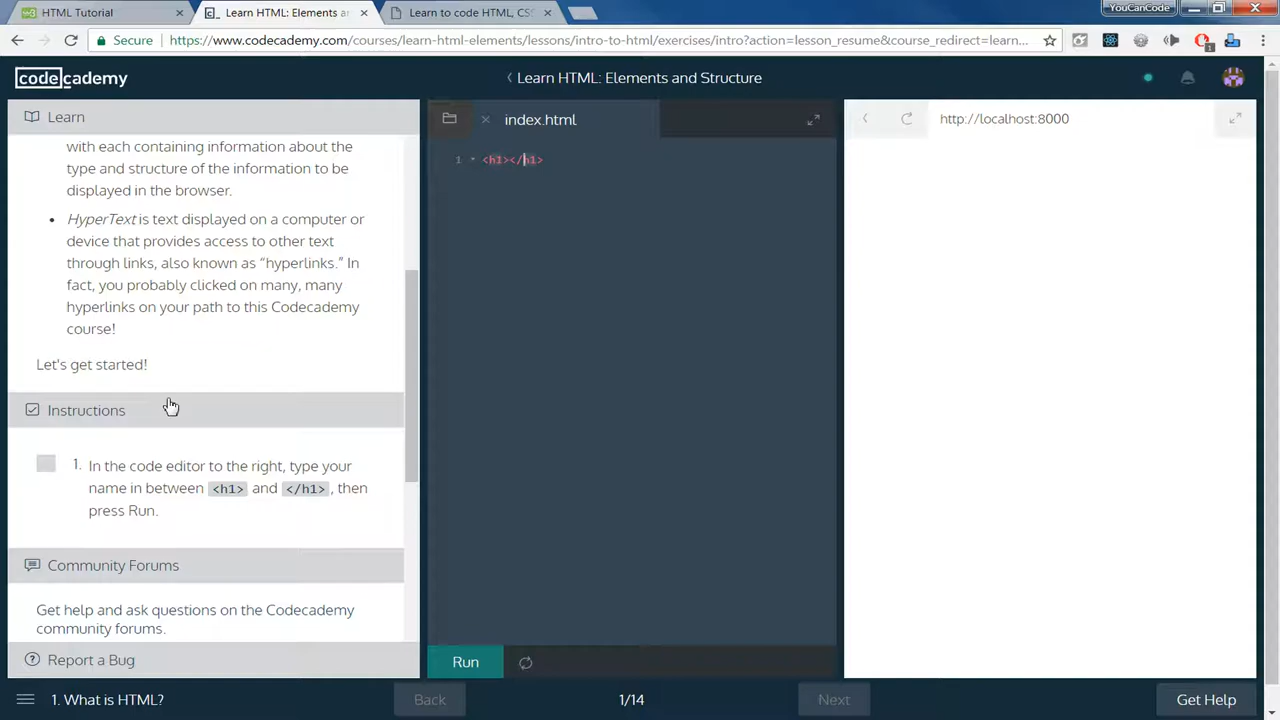 HTML Tutorial
Learn HTML: Elements a
Learn to code HTML, CSS
YouCanCode
Secure
https://www.codecademy.com/courses/learn-html-elements/lessons/intro-to-html/exercises/intro?action=lesson_resume&course_redirect=learn...
1
codecademy
Learn HTML: Elements and Structure
Learn
index.html
http://localhost:8000
with each containing information about the
type and structure of the information to be
displayed in the browser.
HyperText is text displayed on a computer or
device that provides access to other text
through links, also known as “hyperlinks.” In
fact, you probably clicked on many, many
hyperlinks on your path to this Codecademy
course!
Let's get started!
Instructions
1. In the code editor to the right, type your
name in between <h1> and </h1>, then
press Run.
Community Forums
Get help and ask questions on the Codecademy
community forums.
Report a Bug
1 <h1></h1>
Run
1. What is HTML?
Back
1/14
Next
Get Help